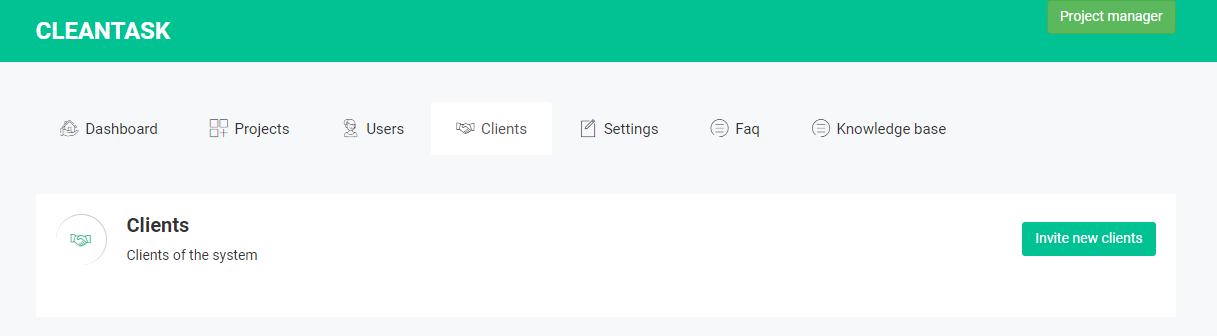 Project manager
CLEANTASK
Dashboard Projects Users Clients Settings Faq Knowledge base
Clients
Clients of the system
Invite new clients